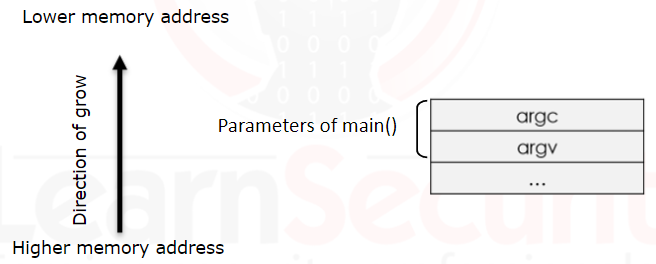 Lower memory address
Direction of grow
Parameters of main()
argc
argv
...
Higher memory address